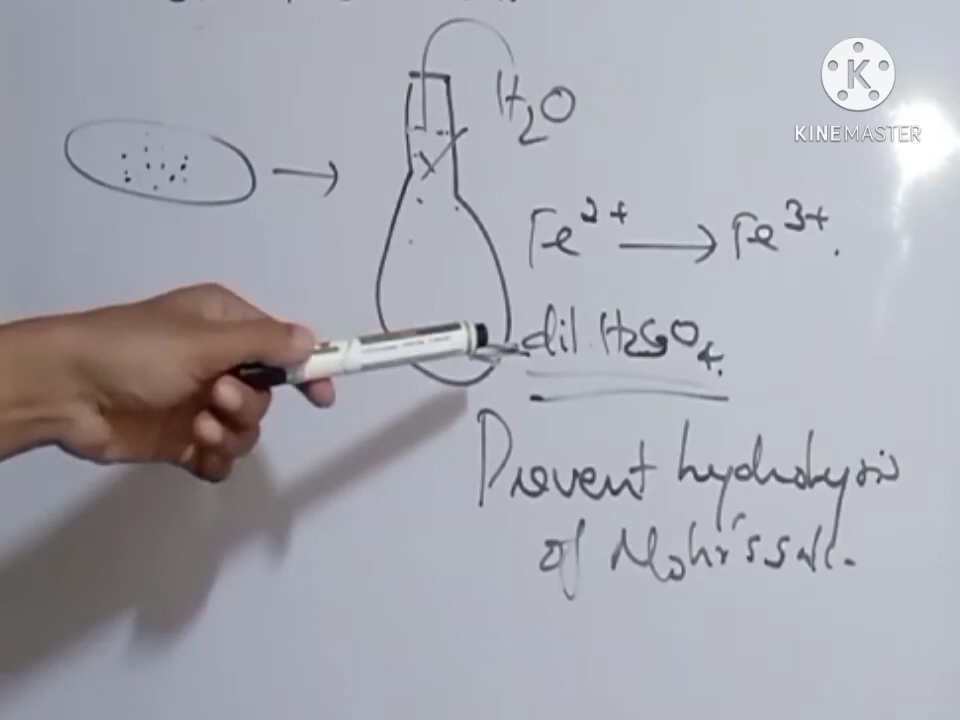 H₂O
K
KINEMASTER
Fe²⁺ → Fe³⁺.
dil. H₂SO₄.
Prevent hydrolysis
of Mohr's salt.